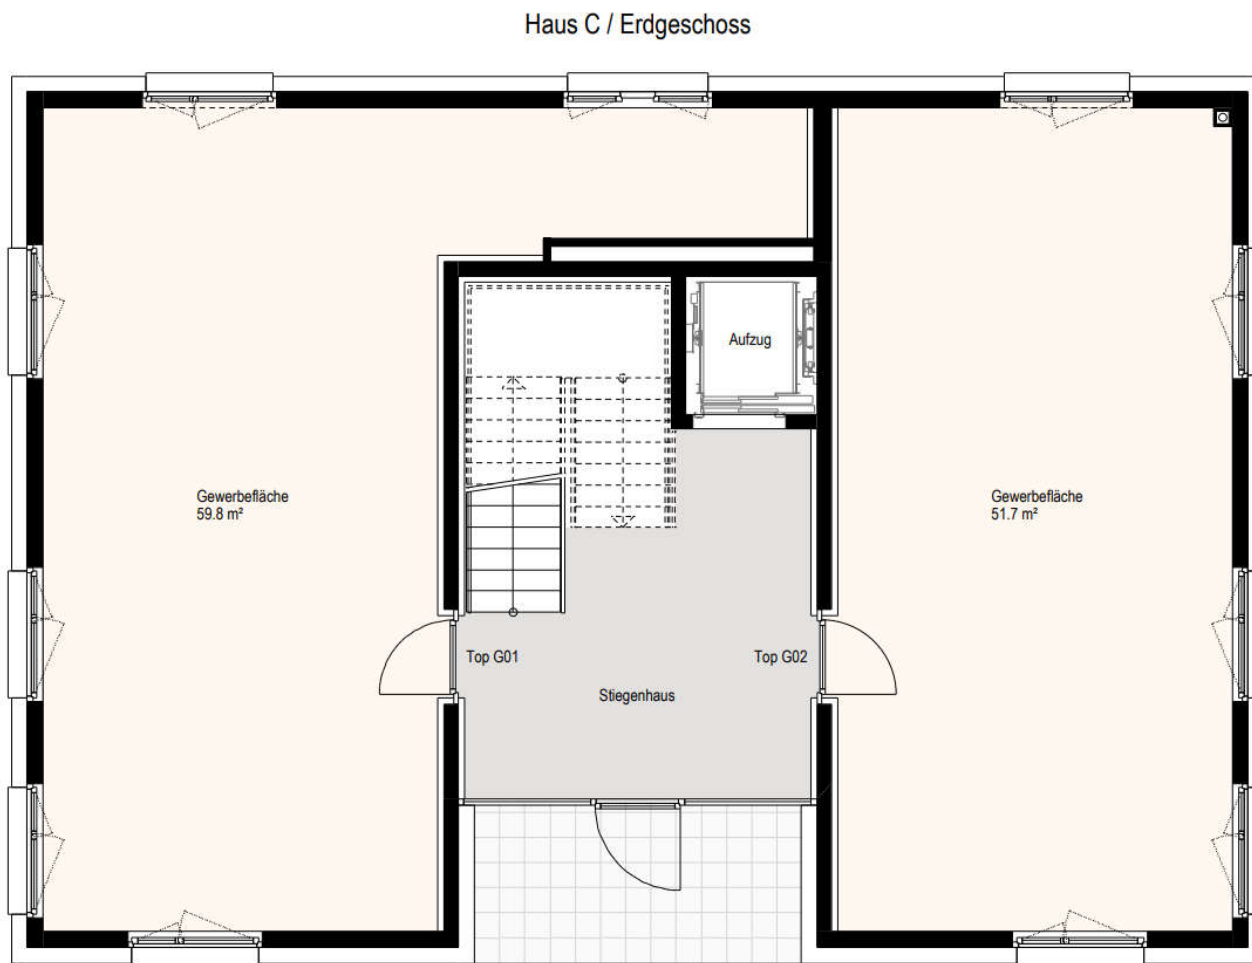 Haus C / Erdgeschoss
Aufzug
Gewerbefläche
59.8 m²
Gewerbefläche
51.7 m²
Top G01
Top G02
Stiegenhaus